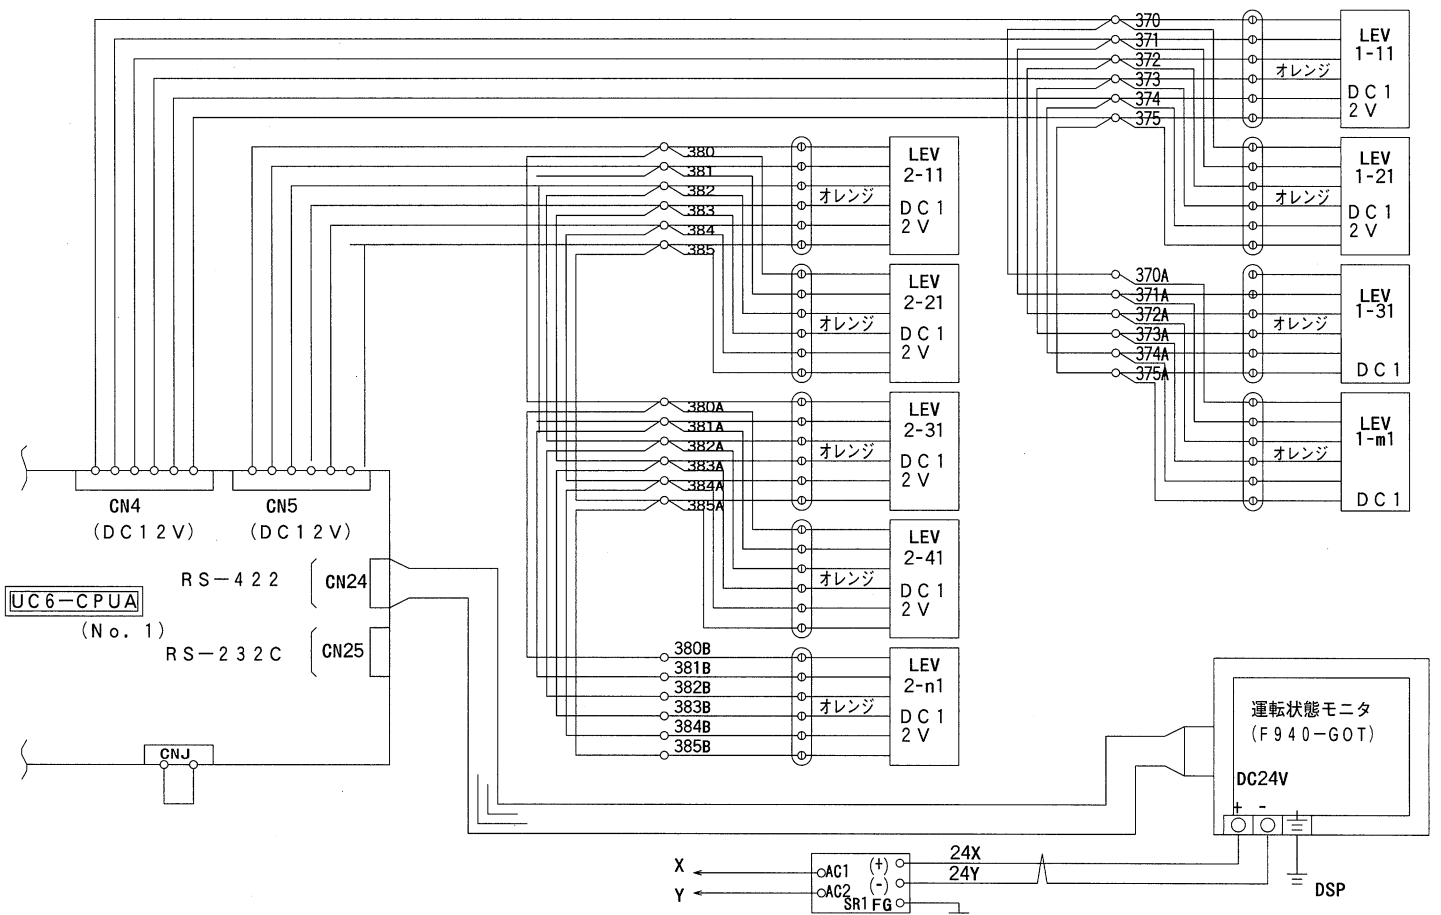 370
371
372
373
374
375
オレンジ
LEV
1-11
DC1
2V
オレンジ
LEV
1-21
DC1
2V
370A
371A
372A
373A
374A
375A
オレンジ
LEV
1-31
DC1
オレンジ
LEV
1-m1
DC1
380
381
382
383
384
385
オレンジ
LEV
2-11
DC1
2V
オレンジ
LEV
2-21
DC1
2V
380A
381A
382A
383A
384A
385A
オレンジ
LEV
2-31
DC1
2V
オレンジ
LEV
2-41
DC1
2V
380B
381B
382B
383B
384B
385B
オレンジ
LEV
2-n1
DC1
2V
CN4
(DC12V)
CN5
(DC12V)
RS-422
CN24
UC6-CPUA
(No. 1)
RS-232C
CN25
CNJ
運転状態モニタ
(F940-GOT)
DC24V
+ -
X
Y
AC1
AC2
(+)
(-)
SR1 FG
24X
24Y
DSP